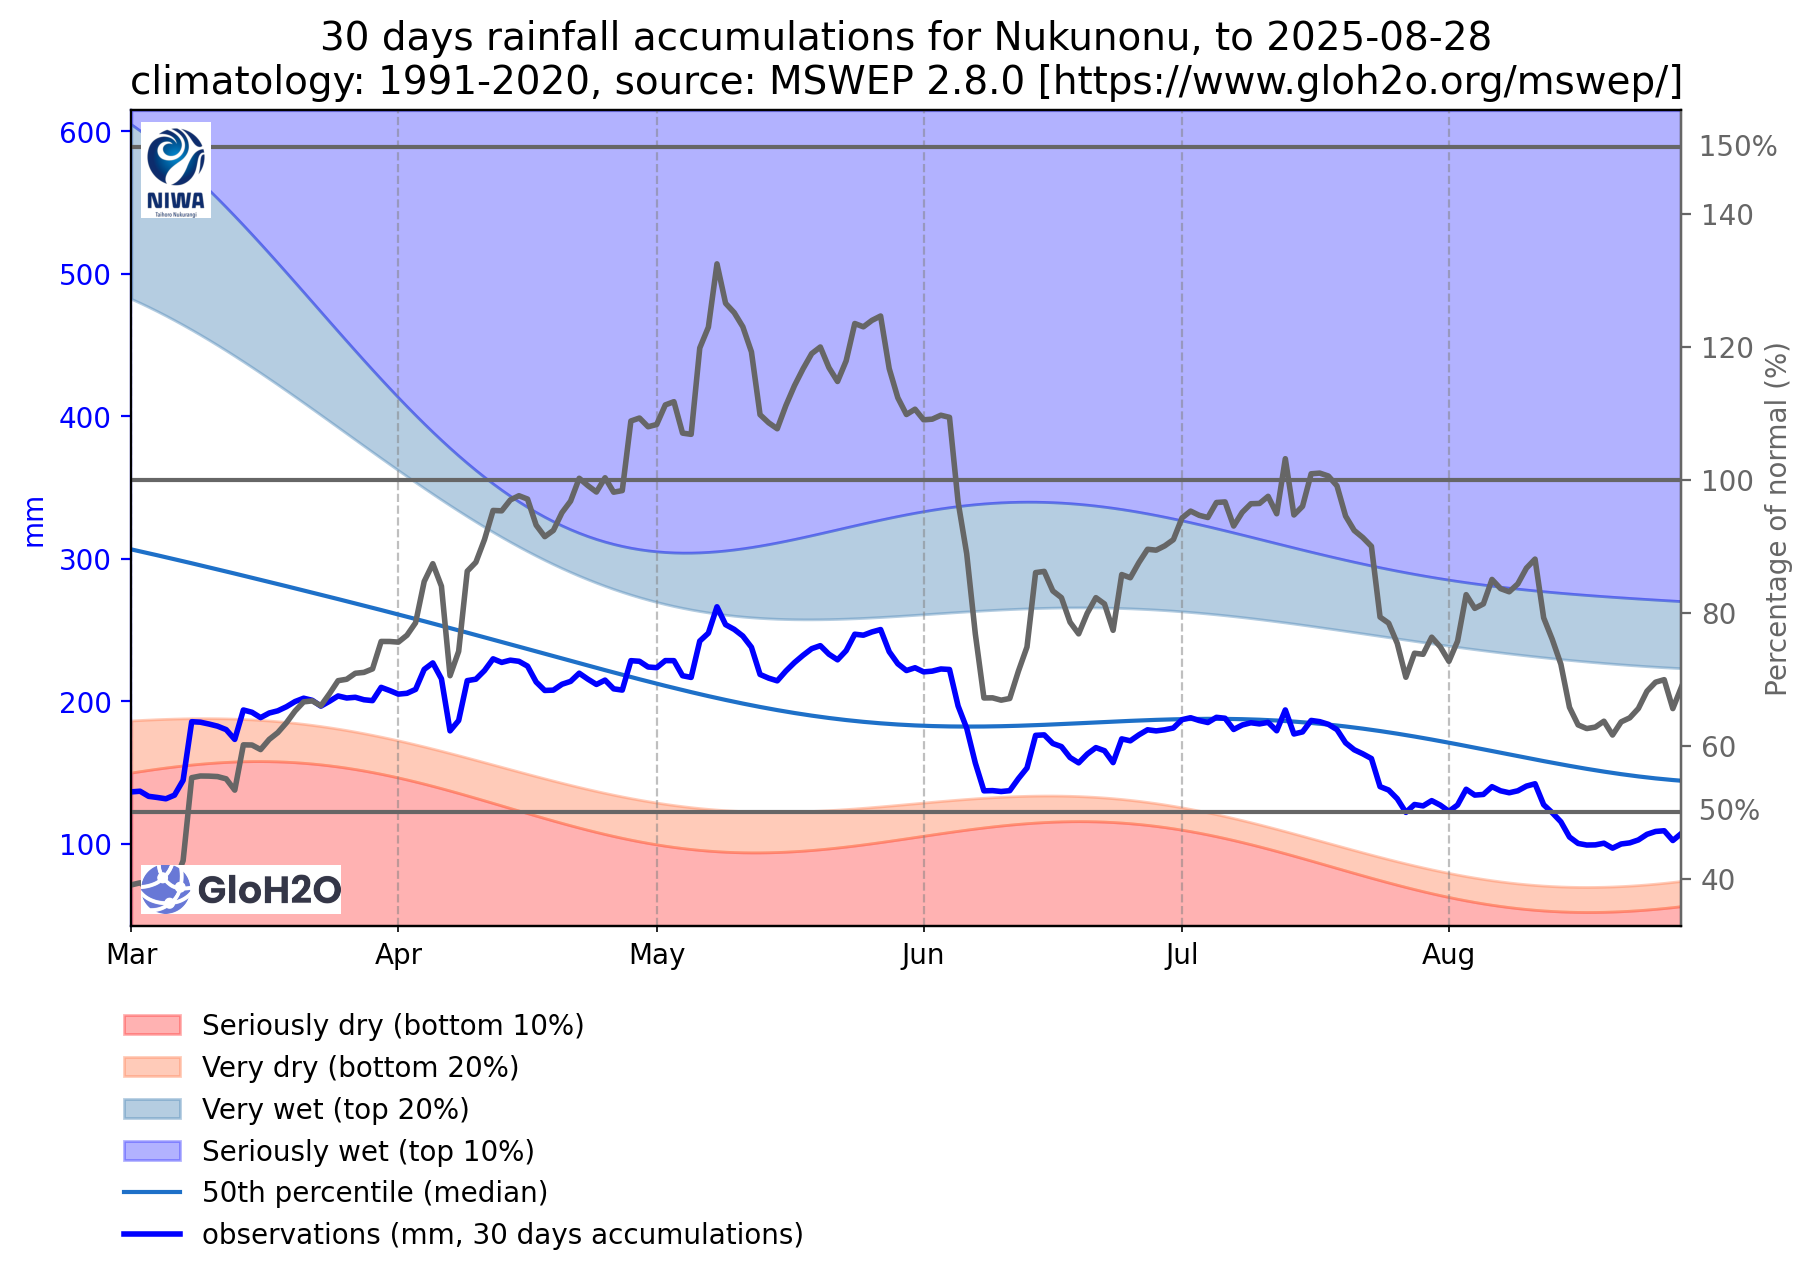 30 days rainfall accumulations for Nukunonu, to 2025-08-28
climatology: 1991-2020, source: MSWEP 2.8.0 [https://www.gloh2o.org/mswep/]
600
500
400
300
200
100
mm
NIWA
Taihoro Nukurangi
GloH2O
150%
140
120
100
80
60
50%
40
Percentage of normal (%)
Mar
Apr
May
Jun
Jul
Aug
Seriously dry (bottom 10%)
Very dry (bottom 20%)
Very wet (top 20%)
Seriously wet (top 10%)
50th percentile (median)
observations (mm, 30 days accumulations)